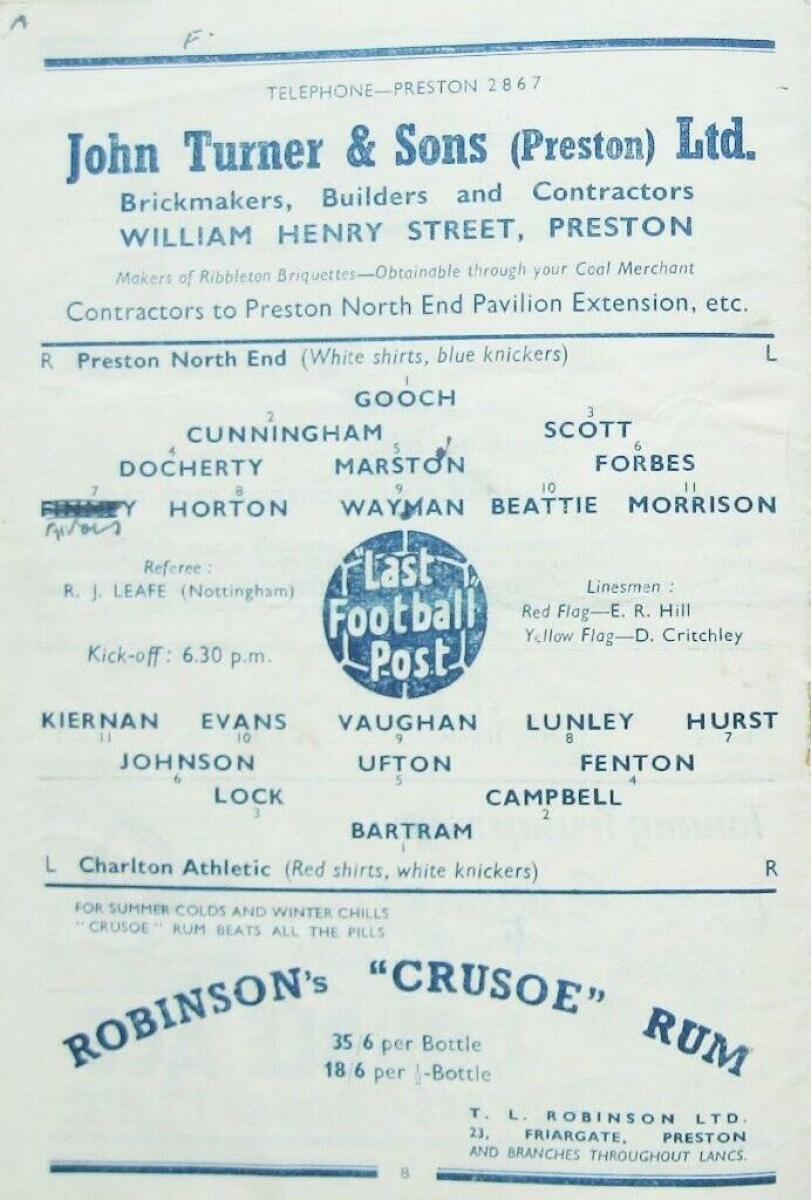 A F.
TELEPHONE—PRESTON 2867
John Turner & Sons (Preston) Ltd.
Brickmakers, Builders and Contractors
WILLIAM HENRY STREET, PRESTON
Makers of Ribbleton Briquettes—Obtainable through your Coal Merchant
Contractors to Preston North End Pavilion Extension, etc.
R Preston North End (White shirts, blue knickers) L
1
GOOCH
2 3
CUNNINGHAM SCOTT
4 5 6
DOCHERTY MARSTON FORBES
7 8 9 10 11
FINNEY HORTON WAYMAN BEATTIE MORRISON
Referee :
R. J. LEAFE (Nottingham)
Kick-off : 6.30 p.m.
"Last
Football
Post"
Linesmen :
Red Flag—E. R. Hill
Yellow Flag—D. Critchley
KIERNAN EVANS VAUGHAN LUNLEY HURST
11 10 9 8 7
JOHNSON UFTON FENTON
6 5 4
LOCK CAMPBELL
3 2
BARTRAM
1
L Charlton Athletic (Red shirts, white knickers) R
FOR SUMMER COLDS AND WINTER CHILLS
"CRUSOE" RUM BEATS ALL THE PILLS
ROBINSON's "CRUSOE" RUM
35/6 per Bottle
18/6 per ½-Bottle
T. L. ROBINSON LTD.
23, FRIARGATE, PRESTON
AND BRANCHES THROUGHOUT LANCS.
8